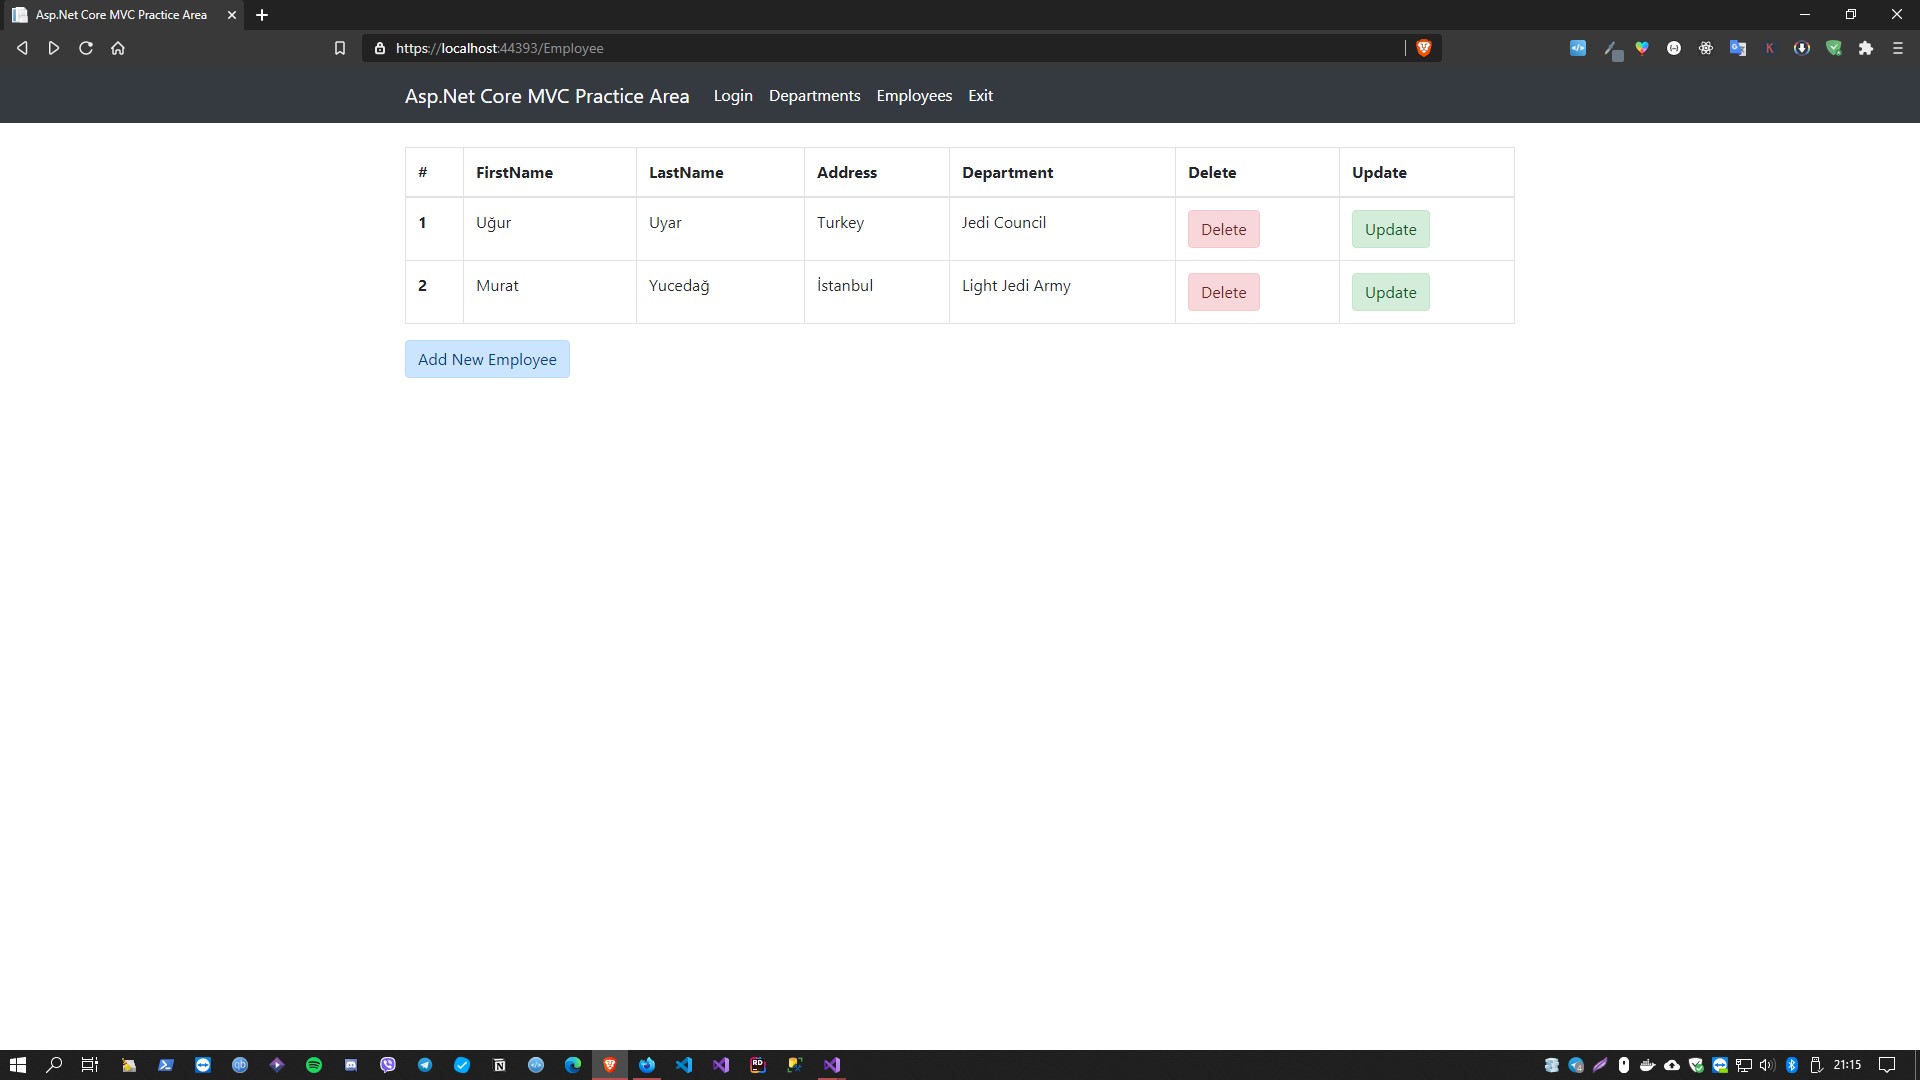 Asp.Net Core MVC Practice Area
https://localhost:44393/Employee
Asp.Net Core MVC Practice Area Login Departments Employees Exit
# FirstName LastName Address Department Delete Update
1 Uğur Uyar Turkey Jedi Council Delete Update
2 Murat Yucedağ İstanbul Light Jedi Army Delete Update
Add New Employee
21:15